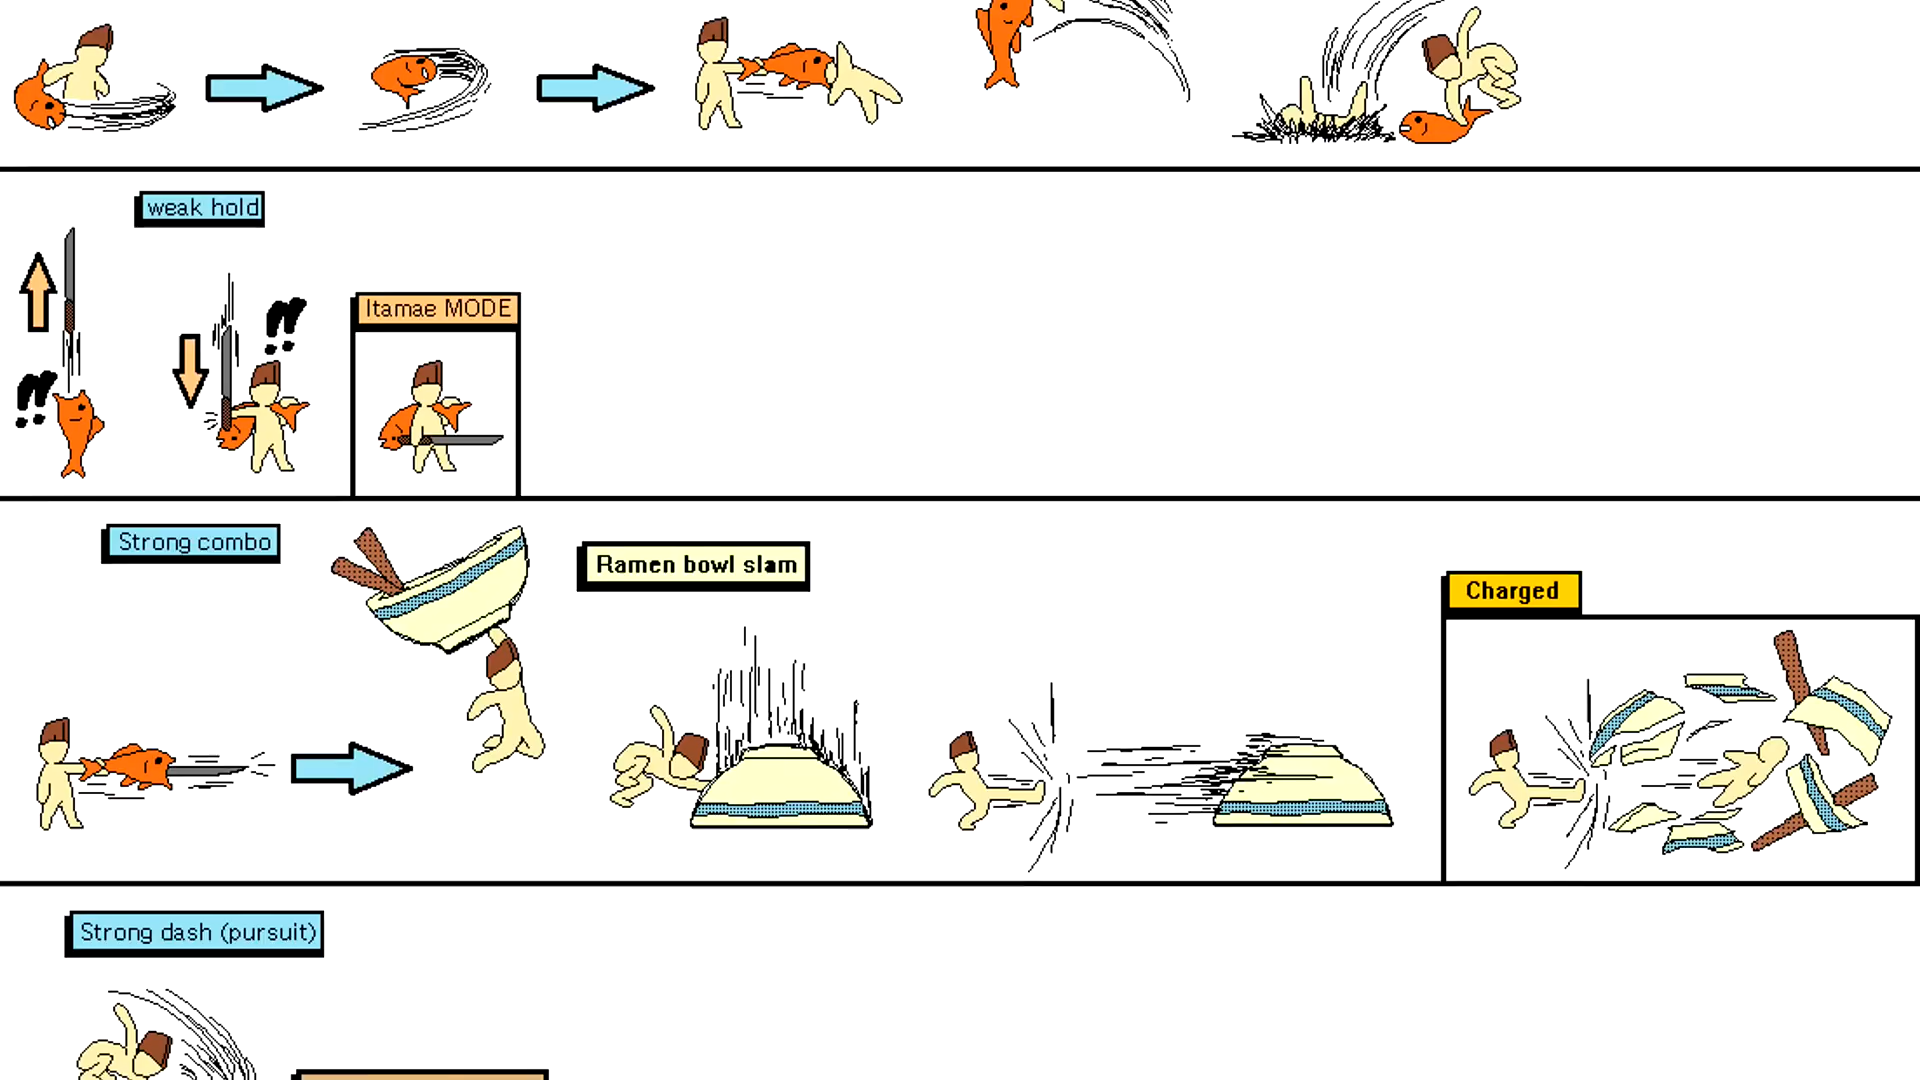 weak hold
!!
!!
Itamae MODE
Strong combo
Ramen bowl slam
Charged
Strong dash (pursuit)